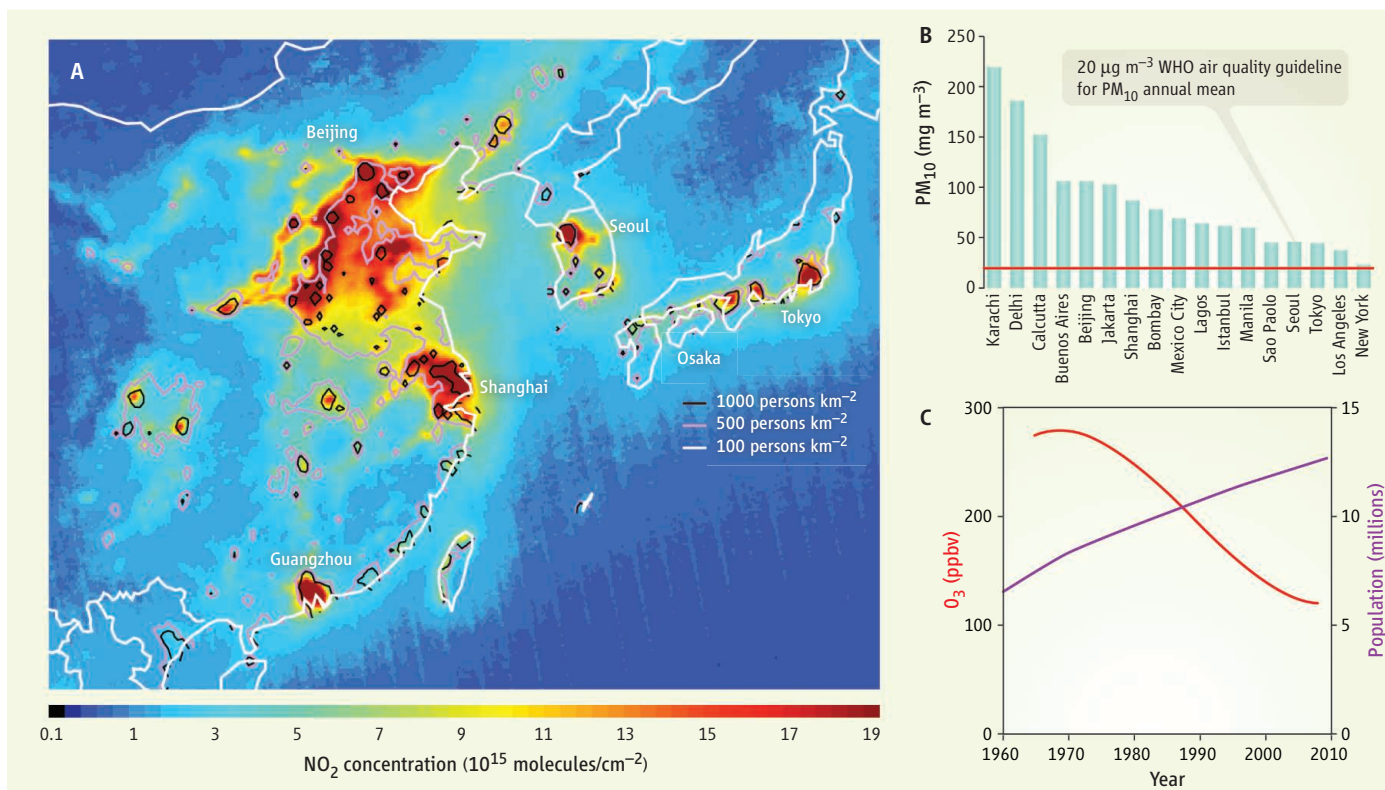 A
Beijing
Seoul
Tokyo
Osaka
Shanghai
1000 persons km⁻²
500 persons km⁻²
100 persons km⁻²
Guangzhou
0.1 1 3 5 7 9 11 13 15 17 19
NO₂ concentration (10¹⁵ molecules/cm⁻²)
B
PM₁₀ (mg m⁻³)
250
200
150
100
50
0
20 µg m⁻³ WHO air quality guideline
for PM₁₀ annual mean
Karachi
Delhi
Calcutta
Buenos Aires
Beijing
Jakarta
Shanghai
Bombay
Mexico City
Lagos
Istanbul
Manila
Sao Paolo
Seoul
Tokyo
Los Angeles
New York
C
O₃ (ppbv)
300
200
100
0
15
10
5
0
Population (millions)
1960 1970 1980 1990 2000 2010
Year